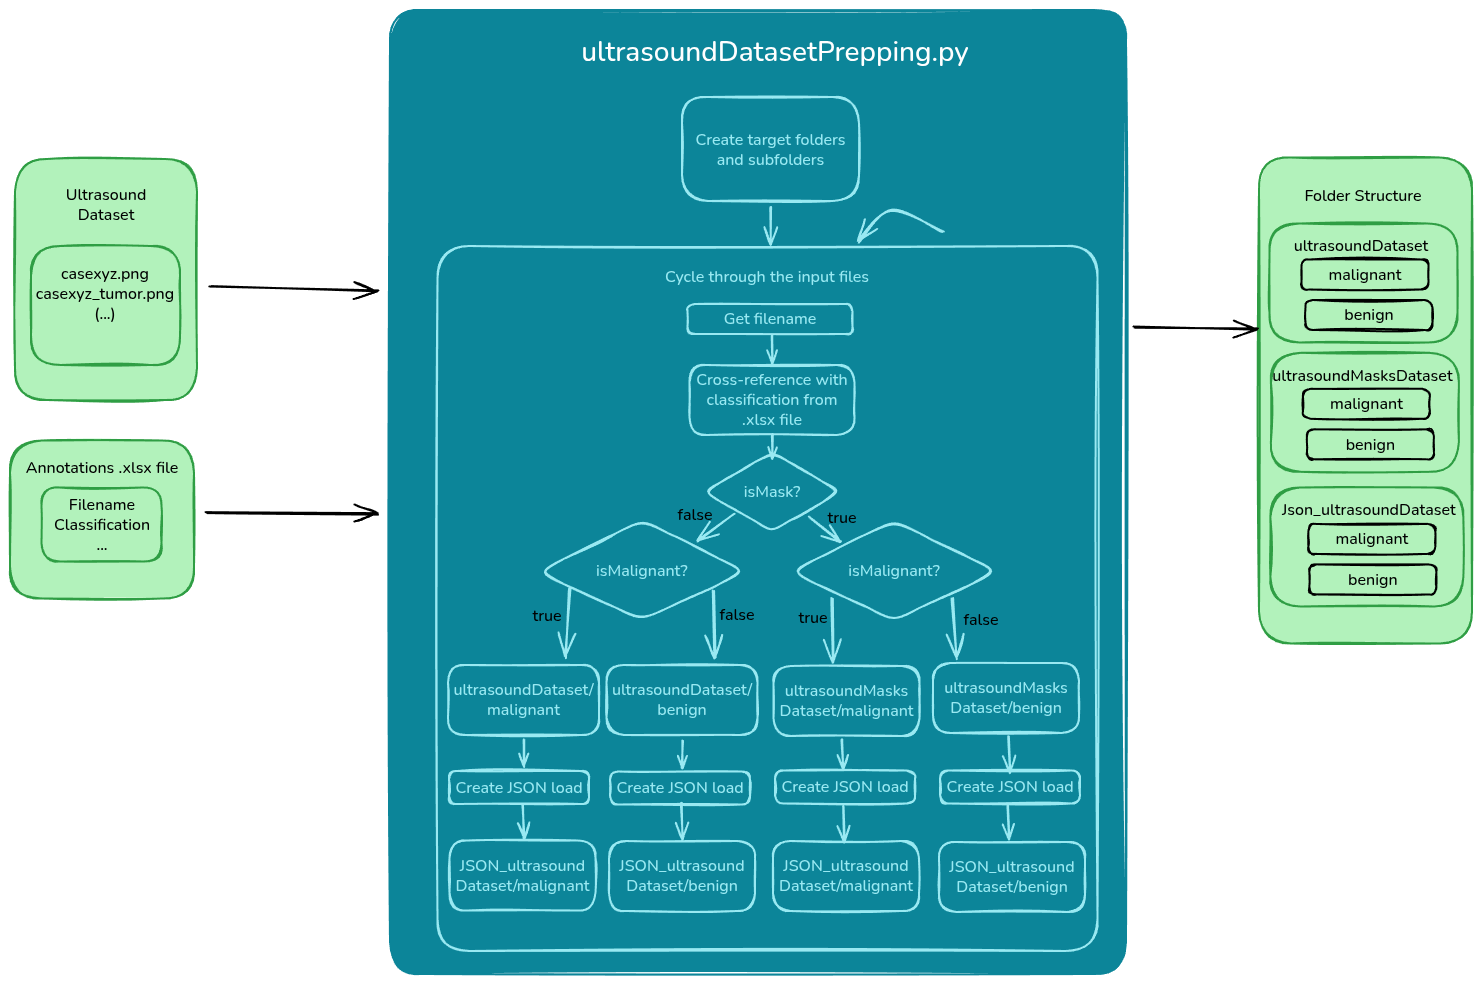 ultrasoundDatasetPrepping.py
Ultrasound
Dataset
casexyz.png
casexyz_tumor.png
(...)
Annotations .xlsx file
Filename
Classification
...
Create target folders
and subfolders
Cycle through the input files
Get filename
Cross-reference with
classification from
.xlsx file
isMask?
false
true
isMalignant?
isMalignant?
true
false
true
false
ultrasoundDataset/
malignant
ultrasoundDataset/
benign
ultrasoundMasks
Dataset/malignant
ultrasoundMasks
Dataset/benign
Create JSON load
Create JSON load
Create JSON load
Create JSON load
JSON_ultrasound
Dataset/malignant
JSON_ultrasound
Dataset/benign
JSON_ultrasound
Dataset/malignant
JSON_ultrasound
Dataset/benign
Folder Structure
ultrasoundDataset
malignant
benign
ultrasoundMasksDataset
malignant
benign
Json_ultrasoundDataset
malignant
benign